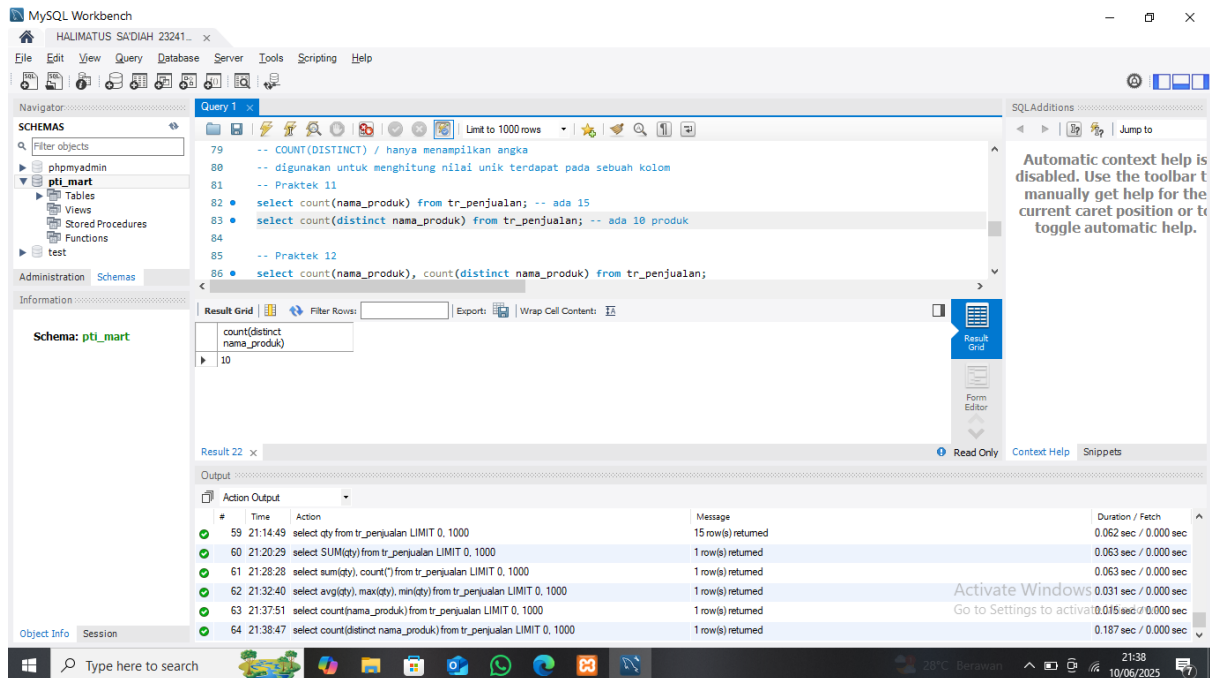 MySQL Workbench
HALIMATUS SA'DIAH 23241...
File Edit View Query Database Server Tools Scripting Help
Navigator
SCHEMAS
Filter objects
phpmyadmin
pti_mart
Tables
Views
Stored Procedures
Functions
test
Administration Schemas
Information
Schema: pti_mart
Object Info Session
Query 1
Limit to 1000 rows
79 -- COUNT(DISTINCT) / hanya menampilkan angka
80 -- digunakan untuk menghitung nilai unik terdapat pada sebuah kolom
81 -- Praktek 11
82 select count(nama_produk) from tr_penjualan; -- ada 15
83 select count(distinct nama_produk) from tr_penjualan; -- ada 10 produk
84
85 -- Praktek 12
86 select count(nama_produk), count(distinct nama_produk) from tr_penjualan;
Result Grid Filter Rows: Export: Wrap Cell Content:
count(distinct
nama_produk)
10
Result
Grid
Form
Editor
Result 22 Read Only
SQLAdditions
Jump to
Automatic context help is
disabled. Use the toolbar t
manually get help for the
current caret position or to
toggle automatic help.
Context Help Snippets
Output
Action Output
# Time Action Message Duration / Fetch
59 21:14:49 select qty from tr_penjualan LIMIT 0, 1000 15 row(s) returned 0.062 sec / 0.000 sec
60 21:20:29 select SUM(qty) from tr_penjualan LIMIT 0, 1000 1 row(s) returned 0.063 sec / 0.000 sec
61 21:28:28 select sum(qty), count(*) from tr_penjualan LIMIT 0, 1000 1 row(s) returned 0.063 sec / 0.000 sec
62 21:32:40 select avg(qty), max(qty), min(qty) from tr_penjualan LIMIT 0, 1000 1 row(s) returned 0.031 sec / 0.000 sec
63 21:37:51 select count(nama_produk) from tr_penjualan LIMIT 0, 1000 1 row(s) returned 0.015 sec / 0.000 sec
64 21:38:47 select count(distinct nama_produk) from tr_penjualan LIMIT 0, 1000 1 row(s) returned 0.187 sec / 0.000 sec
Activate Windows
Go to Settings to activate Windows.
Type here to search
28°C Berawan
21:38
10/06/2025